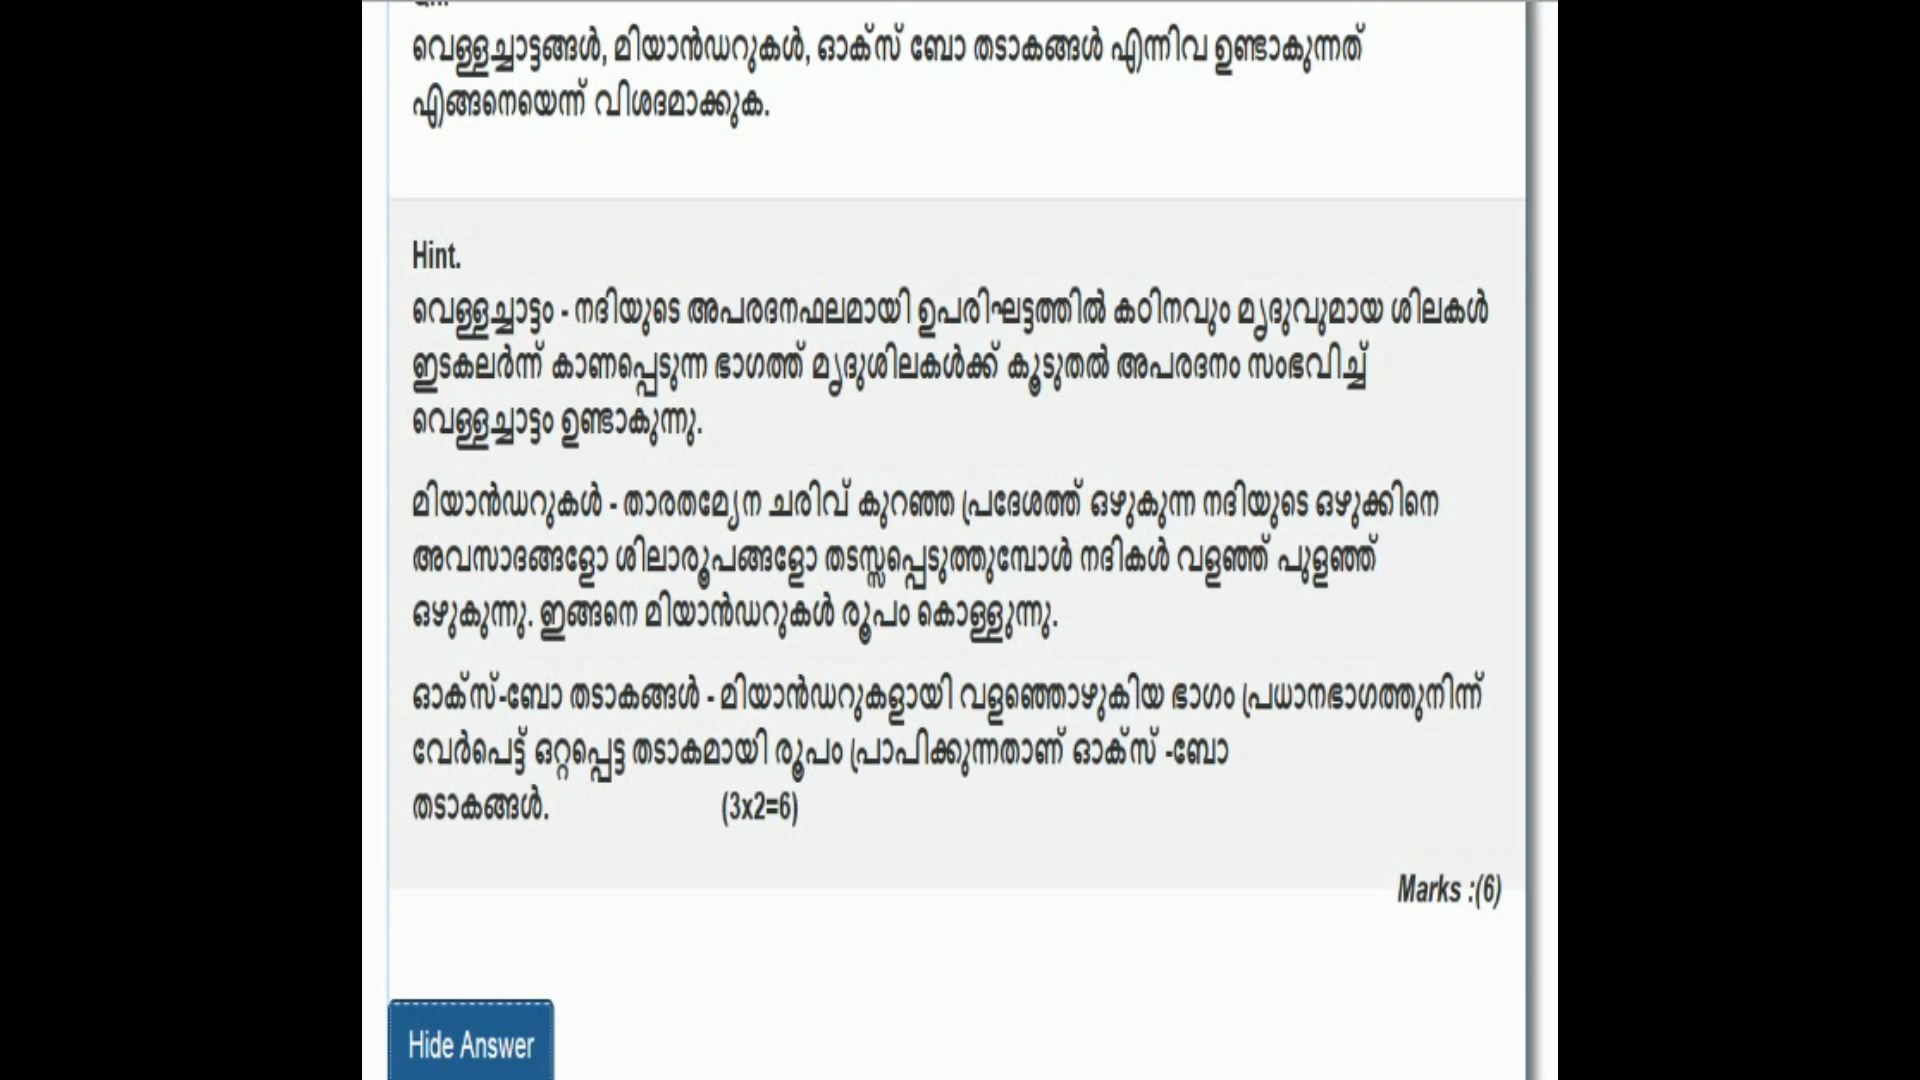 വെള്ളച്ചാട്ടങ്ങൾ, മിയാൻഡറുകൾ, ഓക്സ് ബോ തടാകങ്ങൾ എന്നിവ ഉണ്ടാകുന്നത്
എങ്ങനെയെന്ന് വിശദമാക്കുക.
Hint.
വെള്ളച്ചാട്ടം - നദിയുടെ അപരദനഫലമായി ഉപരിഘട്ടത്തിൽ കഠിനവും മൃദുവുമായ ശിലകൾ
ഇടകലർന്ന് കാണപ്പെടുന്ന ഭാഗത്ത് മൃദുശിലകൾക്ക് കൂടുതൽ അപരദനം സംഭവിച്ച്
വെള്ളച്ചാട്ടം ഉണ്ടാകുന്നു.
മിയാൻഡറുകൾ - താരതമ്യേന ചരിവ് കുറഞ്ഞ പ്രദേശത്ത് ഒഴുകുന്ന നദിയുടെ ഒഴുക്കിനെ
അവസാദങ്ങളോ ശിലാരൂപങ്ങളോ തടസ്സപ്പെടുത്തുമ്പോൾ നദികൾ വളഞ്ഞ് പുളഞ്ഞ്
ഒഴുകുന്നു. ഇങ്ങനെ മിയാൻഡറുകൾ രൂപം കൊള്ളുന്നു.
ഓക്സ്-ബോ തടാകങ്ങൾ - മിയാൻഡറുകളായി വളഞ്ഞൊഴുകിയ ഭാഗം പ്രധാനഭാഗത്തുനിന്ന്
വേർപെട്ട് ഒറ്റപ്പെട്ട തടാകമായി രൂപം പ്രാപിക്കുന്നതാണ് ഓക്സ് -ബോ
തടാകങ്ങൾ. (3x2=6)
Marks :(6)
Hide Answer